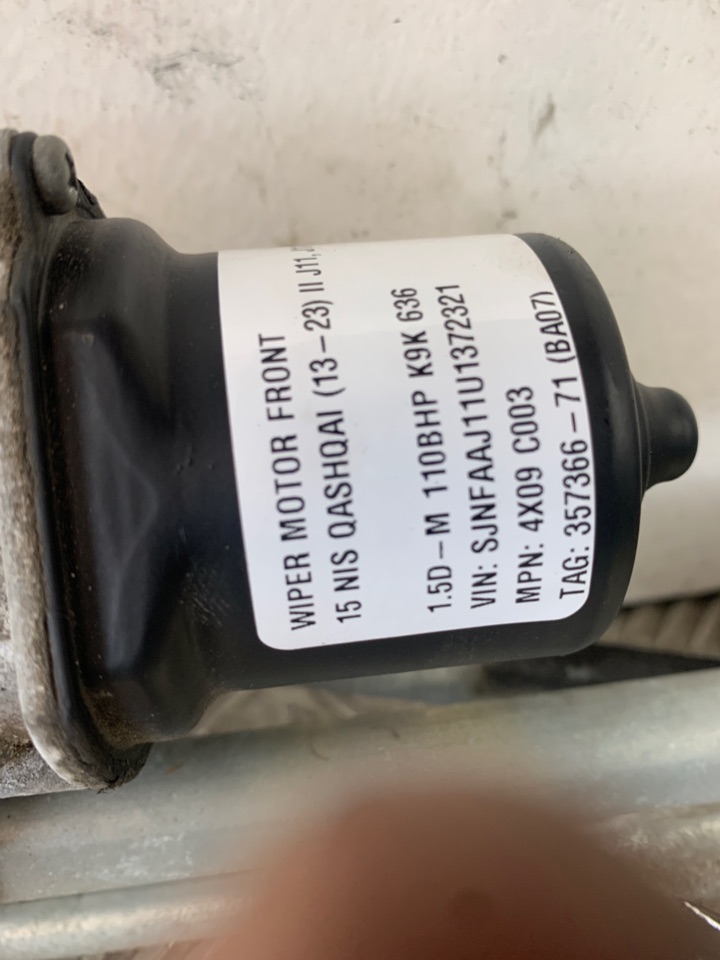 WIPER MOTOR FRONT
15 NIS QASHQAI (13-23) II J11,
1.5D-M 110BHP K9K 636
VIN: SJNFAAJ11U1372321
MPN: 4X09 C003
TAG: 357366-71 (BA07)